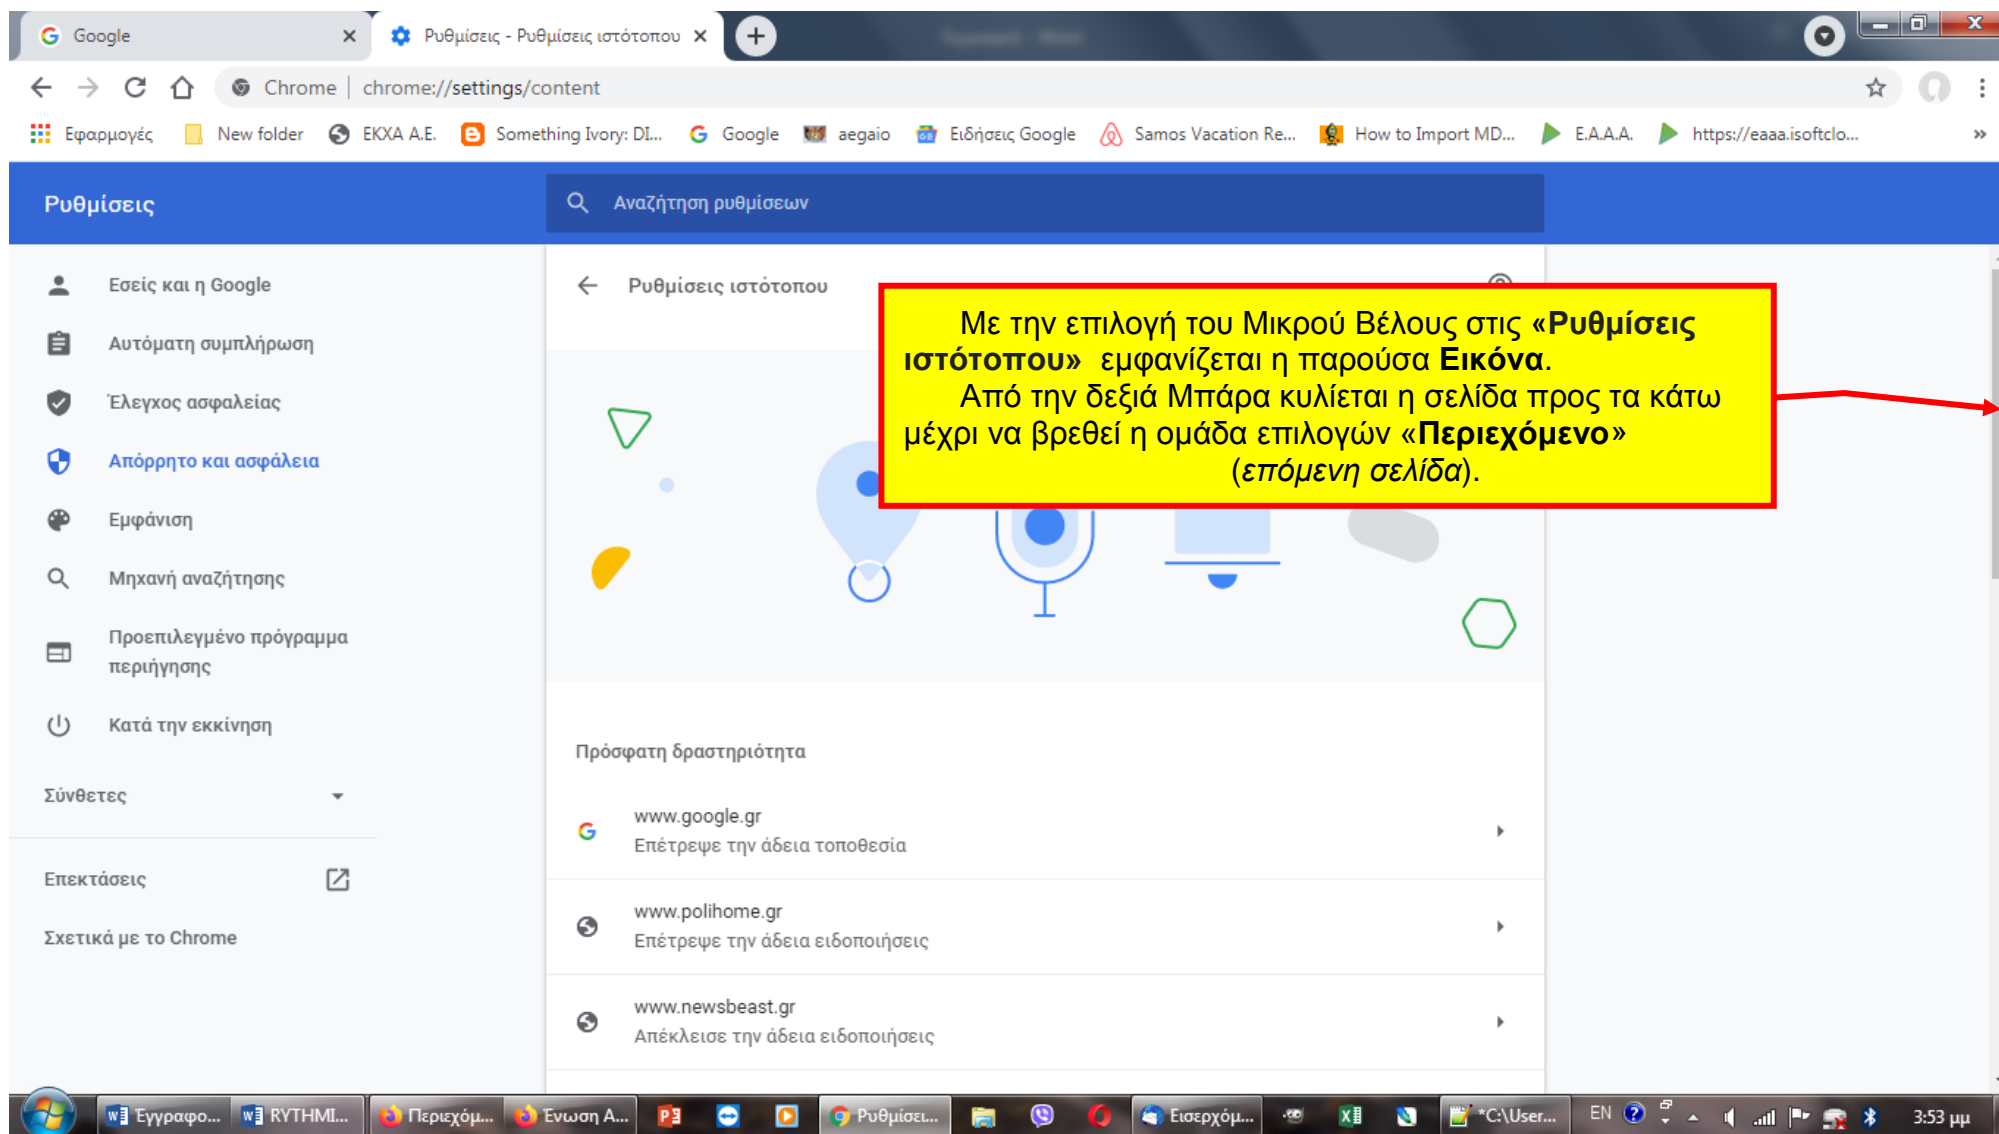 Google
Ρυθμίσεις - Ρυθμίσεις ιστότοπου
Chrome | chrome://settings/content
Εφαρμογές New folder ΕΚΧΑ Α.Ε. Something Ivory: DI... Google aegaio Ειδήσεις Google Samos Vacation Re... How to Import MD... Ε.Α.Α.Α. https://eaaa.isoftclo... »
Ρυθμίσεις
Αναζήτηση ρυθμίσεων
Εσείς και η Google
Αυτόματη συμπλήρωση
Έλεγχος ασφαλείας
Απόρρητο και ασφάλεια
Εμφάνιση
Μηχανή αναζήτησης
Προεπιλεγμένο πρόγραμμα
περιήγησης
Κατά την εκκίνηση
Σύνθετες
Επεκτάσεις
Σχετικά με το Chrome
Ρυθμίσεις ιστότοπου
Με την επιλογή του Μικρού Βέλους στις «Ρυθμίσεις
ιστότοπου» εμφανίζεται η παρούσα Εικόνα.
Από την δεξιά Μπάρα κυλίεται η σελίδα προς τα κάτω
μέχρι να βρεθεί η ομάδα επιλογών «Περιεχόμενο»
(επόμενη σελίδα).
Πρόσφατη δραστηριότητα
www.google.gr
Επέτρεψε την άδεια τοποθεσία
www.polihome.gr
Επέτρεψε την άδεια ειδοποιήσεις
www.newsbeast.gr
Απέκλεισε την άδεια ειδοποιήσεις
Έγγραφο... RYTHMI... Περιεχόμ... Ένωση Α... Ρυθμίσει... Εισερχόμ... *C:\User... EN 3:53 μμ